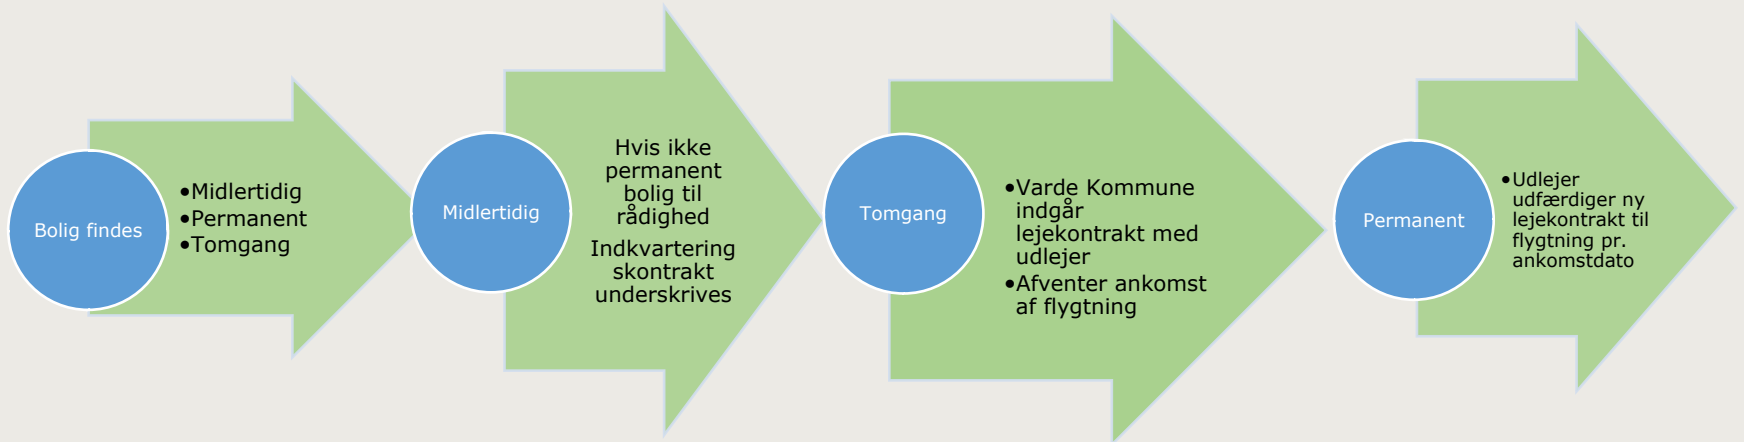 Bolig findes
•Midlertidig
•Permanent
•Tomgang
Midlertidig
Hvis ikke
permanent
bolig til
rådighed
Indkvartering
skontrakt
underskrives
Tomgang
•Varde Kommune
indgår
lejekontrakt med
udlejer
•Afventer ankomst
af flygtning
Permanent
•Udlejer
udfærdiger ny
lejekontrakt til
flygtning pr.
ankomstdato